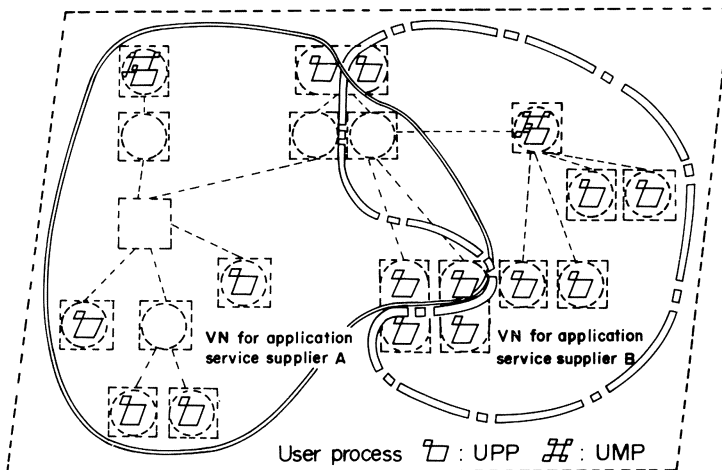 VN for application
service supplier A
VN for application
service supplier B
User process : UPP : UMP